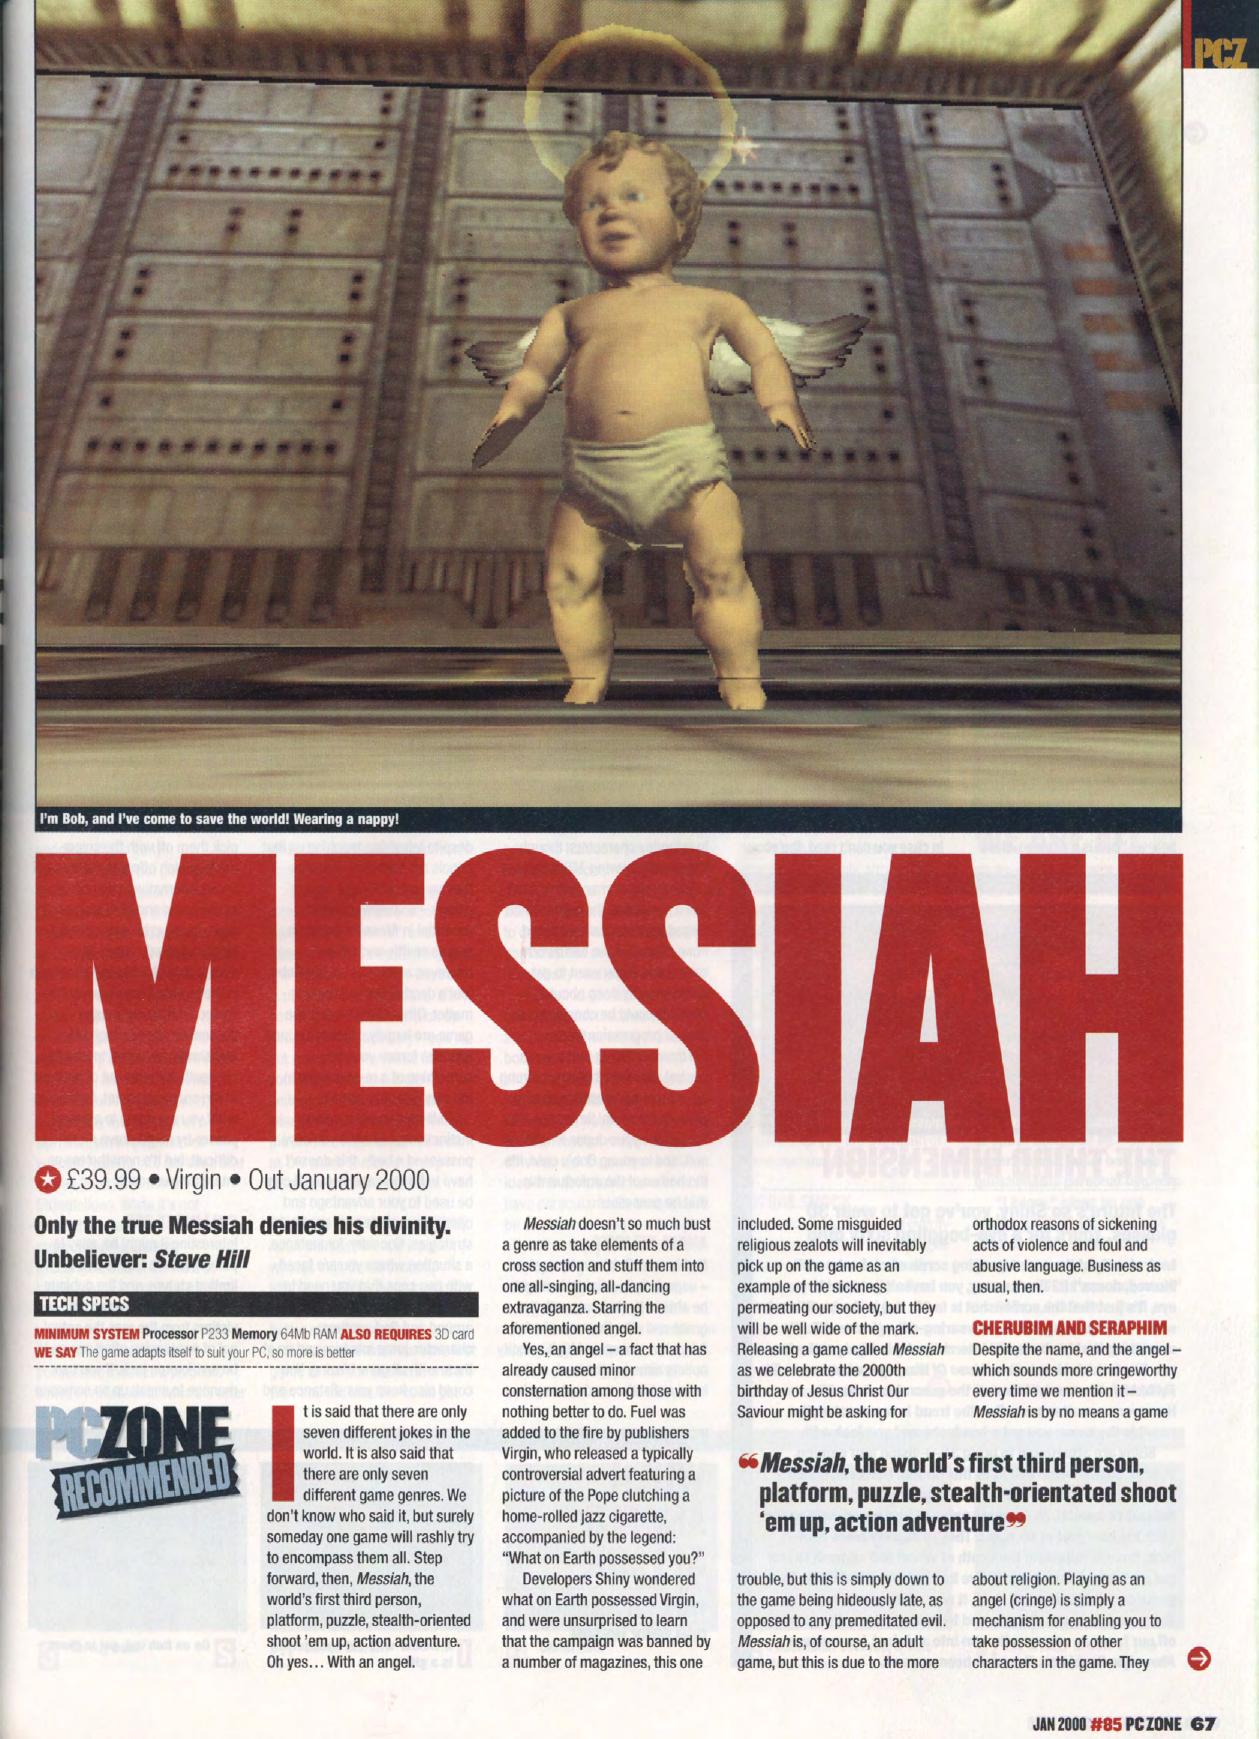 PCZ
I'm Bob, and I've come to save the world! Wearing a nappy!
MESSIAH
£39.99 • Virgin • Out January 2000
Only the true Messiah denies his divinity.
Unbeliever: Steve Hill
TECH SPECS
MINIMUM SYSTEM Processor P233 Memory 64Mb RAM ALSO REQUIRES 3D card
WE SAY The game adapts itself to suit your PC, so more is better
PCZONE
RECOMMENDED
It is said that there are only
seven different jokes in the
world. It is also said that
there are only seven
different game genres. We
don't know who said it, but surely
someday one game will rashly try
to encompass them all. Step
forward, then, Messiah, the
world's first third person,
platform, puzzle, stealth-oriented
shoot 'em up, action adventure.
Oh yes... With an angel.
Messiah doesn't so much bust
a genre as take elements of a
cross section and stuff them into
one all-singing, all-dancing
extravaganza. Starring the
aforementioned angel.
Yes, an angel – a fact that has
already caused minor
consternation among those with
nothing better to do. Fuel was
added to the fire by publishers
Virgin, who released a typically
controversial advert featuring a
picture of the Pope clutching a
home-rolled jazz cigarette,
accompanied by the legend:
"What on Earth possessed you?"
Developers Shiny wondered
what on Earth possessed Virgin,
and were unsurprised to learn
that the campaign was banned by
a number of magazines, this one
included. Some misguided
religious zealots will inevitably
pick up on the game as an
example of the sickness
permeating our society, but they
will be well wide of the mark.
Releasing a game called Messiah
as we celebrate the 2000th
birthday of Jesus Christ Our
Saviour might be asking for
trouble, but this is simply down to
the game being hideously late, as
opposed to any premeditated evil.
Messiah is, of course, an adult
game, but this is due to the more
orthodox reasons of sickening
acts of violence and foul and
abusive language. Business as
usual, then.
CHERUBIM AND SERAPHIM
Despite the name, and the angel –
which sounds more cringeworthy
every time we mention it –
Messiah is by no means a game
about religion. Playing as an
angel (cringe) is simply a
mechanism for enabling you to
take possession of other
characters in the game. They
“Messiah, the world's first third person,
platform, puzzle, stealth-orientated shoot
'em up, action adventure”
JAN 2000 #85 PC ZONE 67